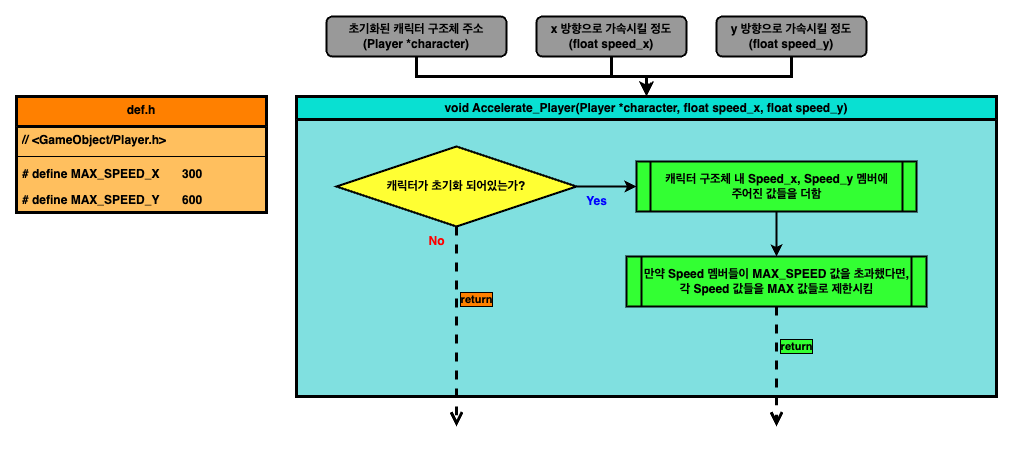 초기화된 캐릭터 구조체 주소
(Player *character)
x 방향으로 가속시킬 정도
(float speed_x)
y 방향으로 가속시킬 정도
(float speed_y)
def.h
// <GameObject/Player.h>
# define MAX_SPEED_X 300
# define MAX_SPEED_Y 600
void Accelerate_Player(Player *character, float speed_x, float speed_y)
캐릭터가 초기화 되어있는가?
Yes
No
캐릭터 구조체 내 Speed_x, Speed_y 멤버에
주어진 값들을 더함
만약 Speed 멤버들이 MAX_SPEED 값을 초과했다면,
각 Speed 값들을 MAX 값들로 제한시킴
return
return